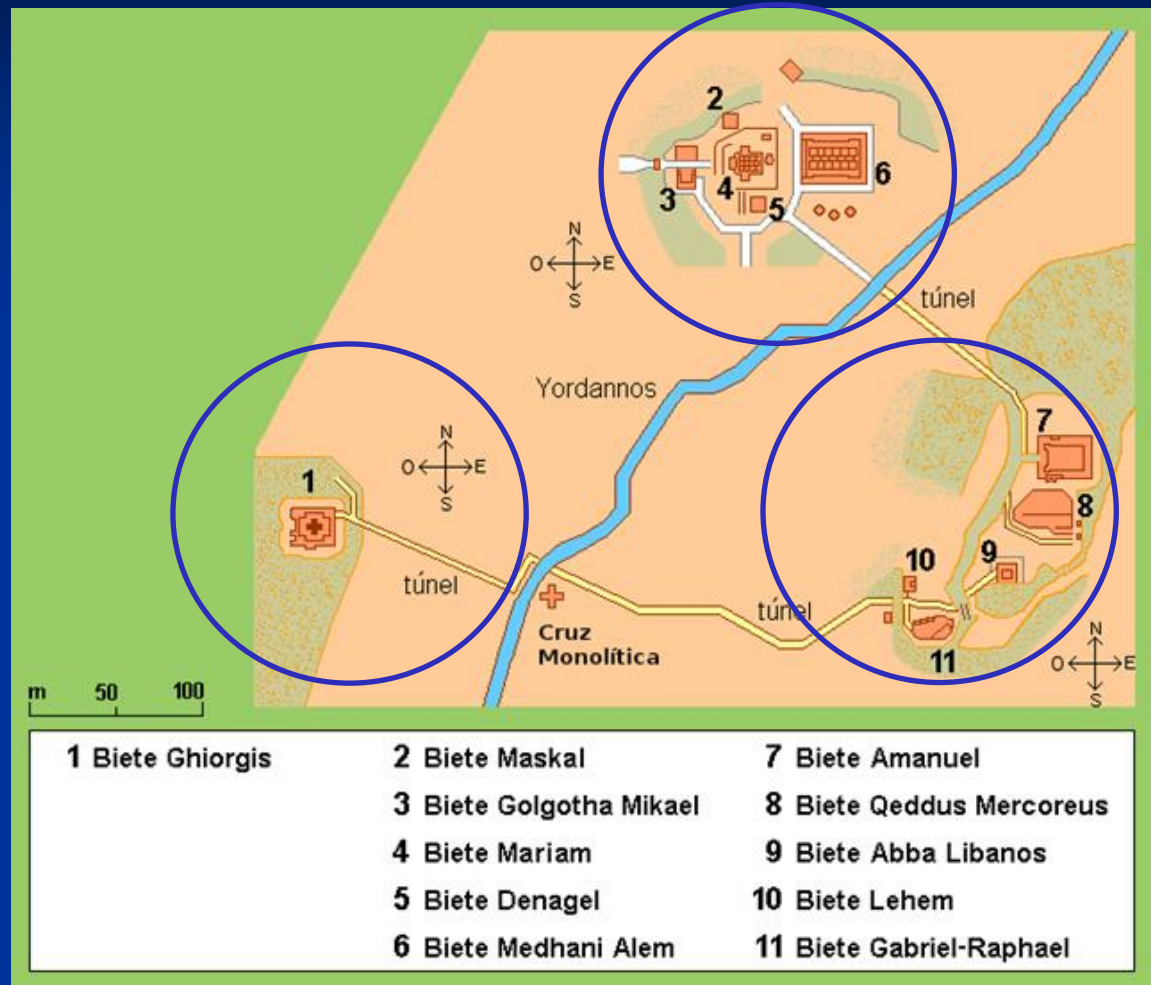 2
6
3
4
5
N
O E
S
túnel
Yordannos
N
O E
S
7
1
8
9
10
túnel
túnel
Cruz
Monolítica
11
N
O E
S
m 50 100
1 Biete Ghiorgis
2 Biete Maskal
3 Biete Golgotha Mikael
4 Biete Mariam
5 Biete Denagel
6 Biete Medhani Alem
7 Biete Amanuel
8 Biete Qeddus Mercoreus
9 Biete Abba Libanos
10 Biete Lehem
11 Biete Gabriel-Raphael